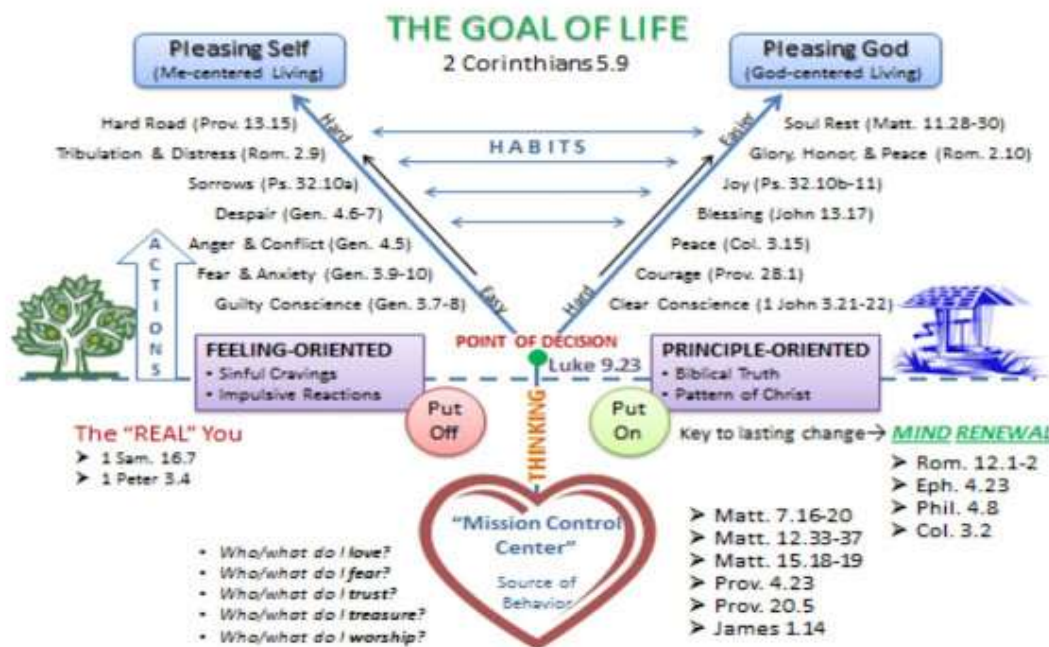 THE GOAL OF LIFE
2 Corinthians 5.9
Pleasing Self
(Me-centered Living)
Pleasing God
(God-centered Living)
Hard
Easier
HABITS
Hard Road (Prov. 13.15)
Tribulation & Distress (Rom. 2.9)
Sorrows (Ps. 32.10a)
Despair (Gen. 4.6-7)
Anger & Conflict (Gen. 4.5)
Fear & Anxiety (Gen. 3.9-10)
Guilty Conscience (Gen. 3.7-8)
Soul Rest (Matt. 11.28-30)
Glory, Honor, & Peace (Rom. 2.10)
Joy (Ps. 32.10b-11)
Blessing (John 13.17)
Peace (Col. 3.15)
Courage (Prov. 28.1)
Clear Conscience (1 John 3.21-22)
ACTIONS
Easy
Hard
POINT OF DECISION
Luke 9.23
FEELING-ORIENTED
• Sinful Cravings
• Impulsive Reactions
PRINCIPLE-ORIENTED
• Biblical Truth
• Pattern of Christ
Put
Off
Put
On
THINKING
The "REAL" You
➢ 1 Sam. 16.7
➢ 1 Peter 3.4
Key to lasting change→ MIND RENEWAL
➢ Rom. 12.1-2
➢ Eph. 4.23
➢ Phil. 4.8
➢ Col. 3.2
"Mission Control
Center"
Source of
Behavior
• Who/what do I love?
• Who/what do I fear?
• Who/what do I trust?
• Who/what do I treasure?
• Who/what do I worship?
➢ Matt. 7.16-20
➢ Matt. 12.33-37
➢ Matt. 15.18-19
➢ Prov. 4.23
➢ Prov. 20.5
➢ James 1.14